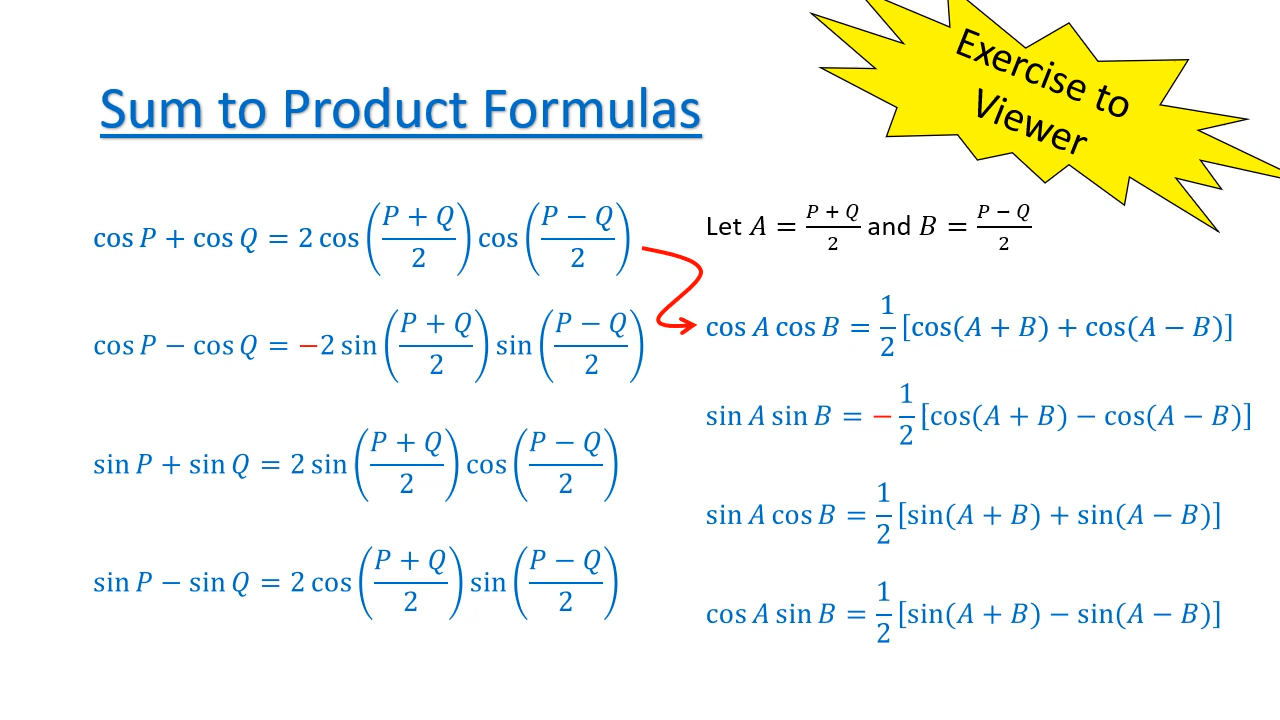 Exercise to
Viewer
Sum to Product Formulas
cos P + cos Q = 2 cos((P + Q)/2) cos((P − Q)/2)
cos P − cos Q = −2 sin((P + Q)/2) sin((P − Q)/2)
sin P + sin Q = 2 sin((P + Q)/2) cos((P − Q)/2)
sin P − sin Q = 2 cos((P + Q)/2) sin((P − Q)/2)
Let A = (P + Q)/2 and B = (P − Q)/2
cos A cos B = 1/2 [cos(A + B) + cos(A − B)]
sin A sin B = − 1/2 [cos(A + B) − cos(A − B)]
sin A cos B = 1/2 [sin(A + B) + sin(A − B)]
cos A sin B = 1/2 [sin(A + B) − sin(A − B)]